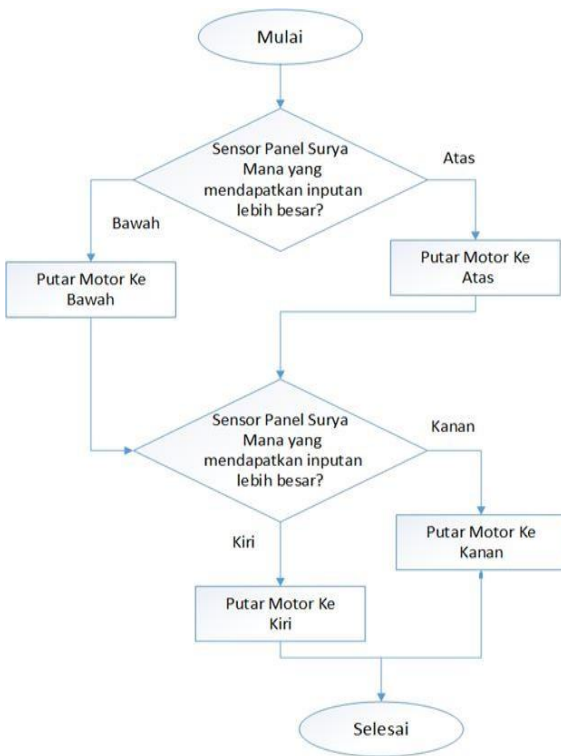 Mulai
Sensor Panel Surya
Mana yang
mendapatkan inputan
lebih besar?
Atas
Bawah
Putar Motor Ke
Bawah
Putar Motor Ke
Atas
Sensor Panel Surya
Mana yang
mendapatkan inputan
lebih besar?
Kanan
Kiri
Putar Motor Ke
Kanan
Putar Motor Ke
Kiri
Selesai